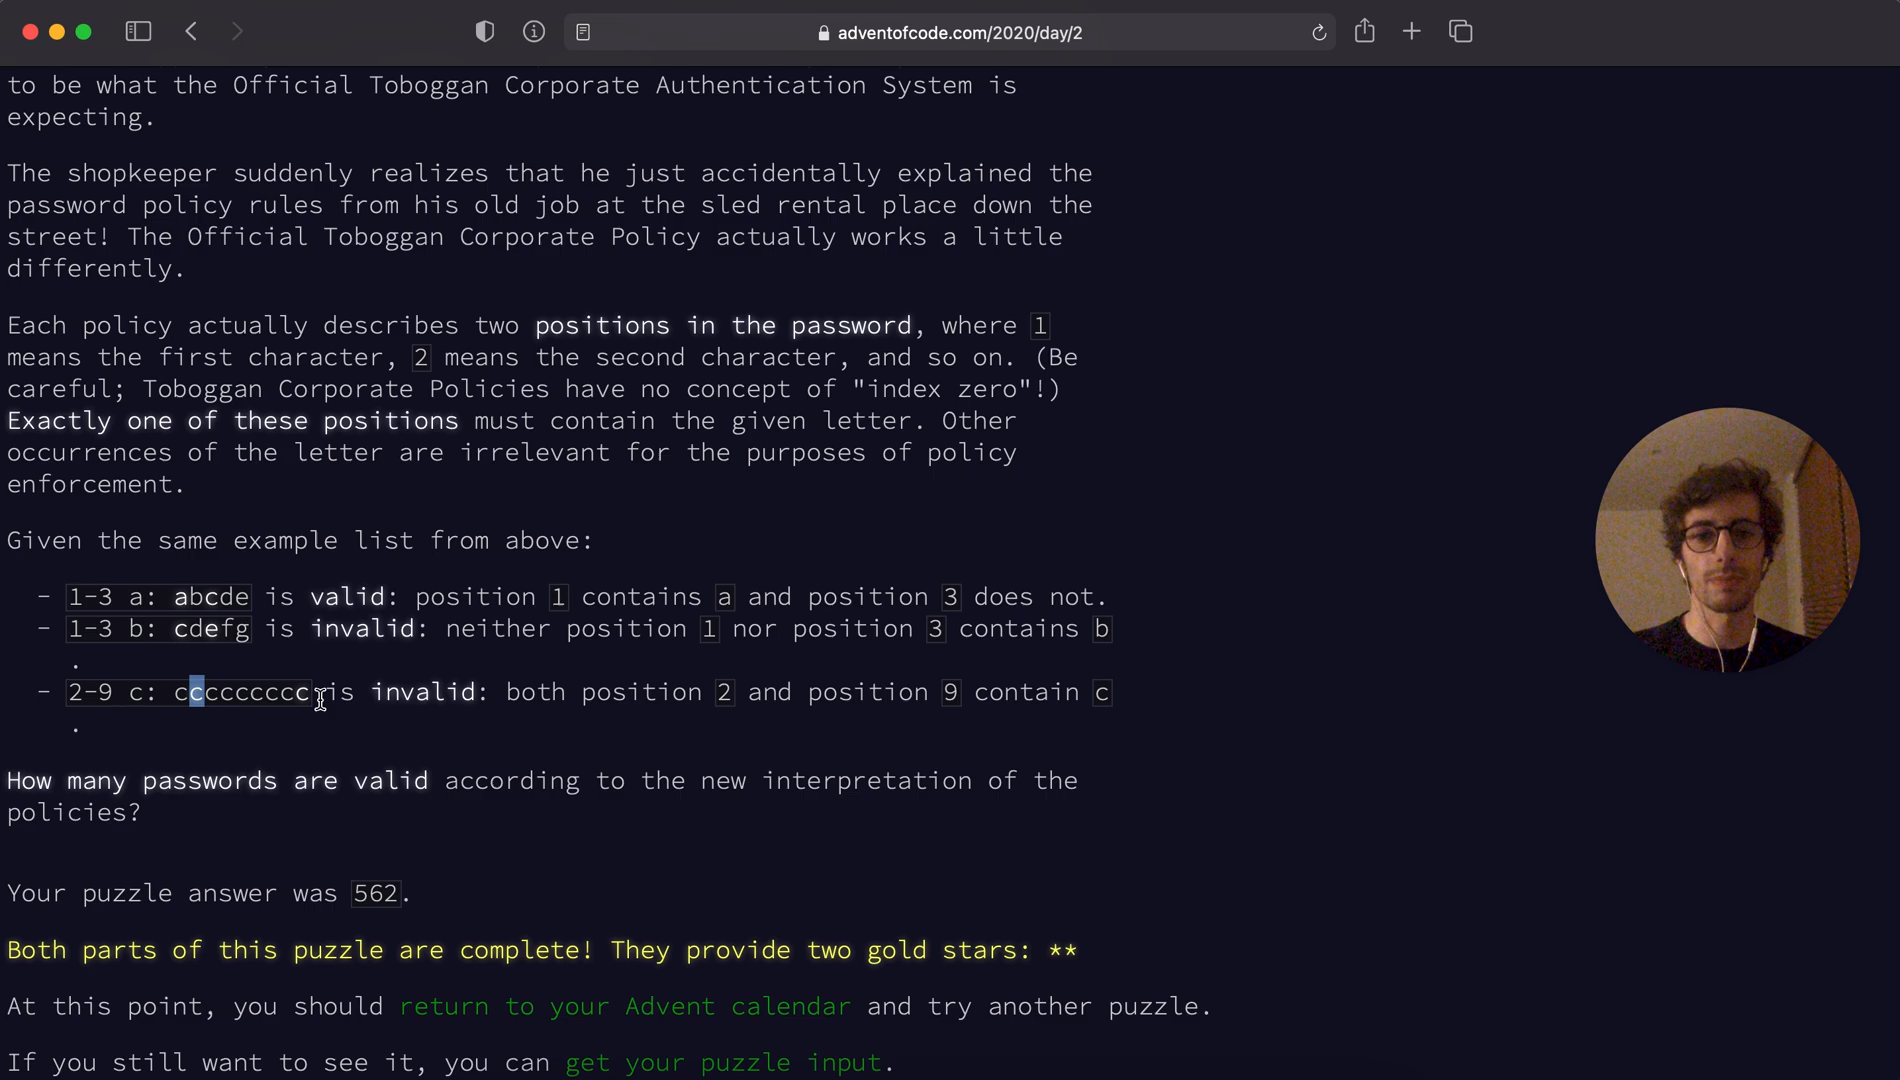 adventofcode.com/2020/day/2
to be what the Official Toboggan Corporate Authentication System is
expecting.
The shopkeeper suddenly realizes that he just accidentally explained the
password policy rules from his old job at the sled rental place down the
street! The Official Toboggan Corporate Policy actually works a little
differently.
Each policy actually describes two positions in the password, where 1
means the first character, 2 means the second character, and so on. (Be
careful; Toboggan Corporate Policies have no concept of "index zero"!)
Exactly one of these positions must contain the given letter. Other
occurrences of the letter are irrelevant for the purposes of policy
enforcement.
Given the same example list from above:
- 1-3 a: abcde is valid: position 1 contains a and position 3 does not.
- 1-3 b: cdefg is invalid: neither position 1 nor position 3 contains b
.
- 2-9 c: ccccccccc is invalid: both position 2 and position 9 contain c
.
How many passwords are valid according to the new interpretation of the
policies?
Your puzzle answer was 562.
Both parts of this puzzle are complete! They provide two gold stars: **
At this point, you should return to your Advent calendar and try another puzzle.
If you still want to see it, you can get your puzzle input.